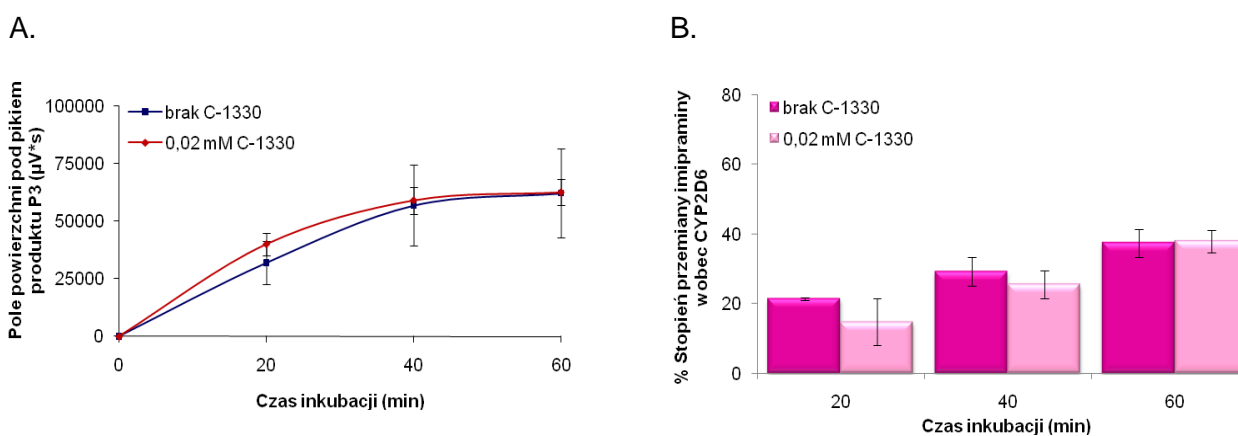 A.
Pole powierzchni pod pikiem
produktu P3 (µV*s)
100000
75000
50000
25000
0
brak C-1330
0,02 mM C-1330
0
20
40
60
Czas inkubacji (min)
B.
% Stopień przemiany imipraminy
wobec CYP2D6
80
60
40
20
0
brak C-1330
0,02 mM C-1330
20
40
60
Czas inkubacji (min)